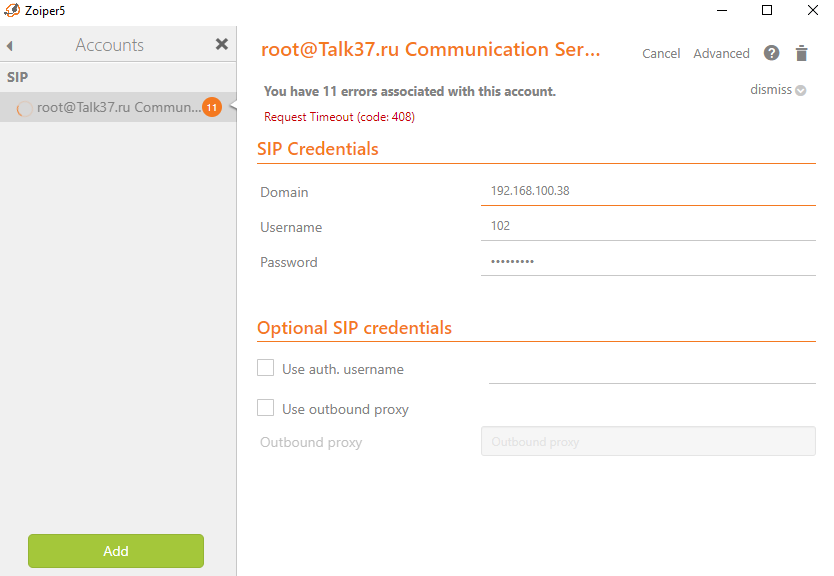 Zoiper5
Accounts
SIP
root@Talk37.ru Commun... 11
Add
root@Talk37.ru Communication Ser...
Cancel Advanced ?
You have 11 errors associated with this account.
dismiss
Request Timeout (code: 408)
SIP Credentials
Domain 192.168.100.38
Username 102
Password •••••••••
Optional SIP credentials
Use auth. username
Use outbound proxy
Outbound proxy Outbound proxy